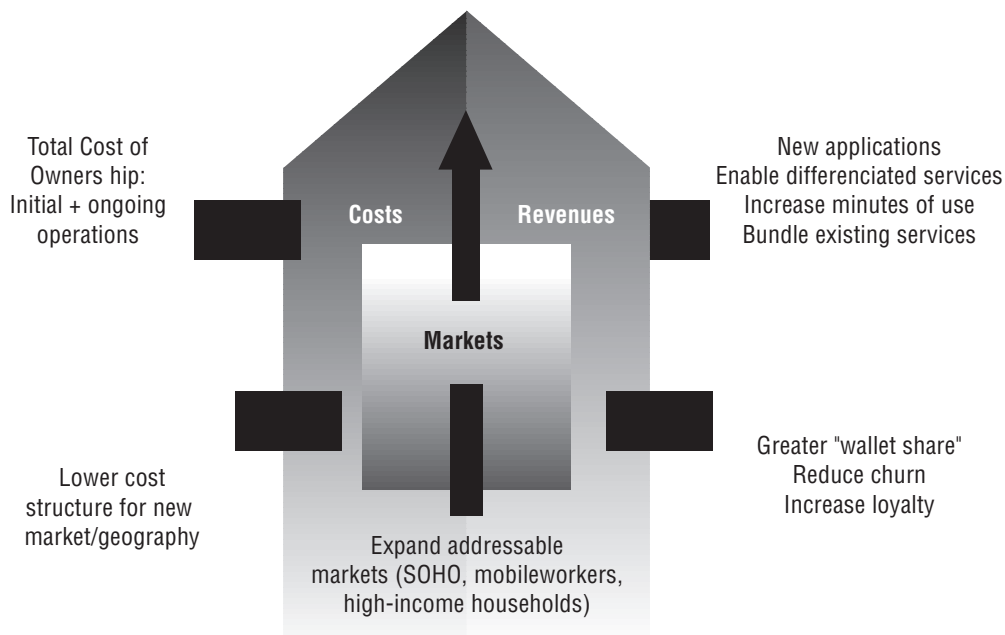 Total Cost of
Owners hip:
Initial + ongoing
operations
Costs
Revenues
New applications
Enable differenciated services
Increase minutes of use
Bundle existing services
Markets
Lower cost
structure for new
market/geography
Expand addressable
markets (SOHO, mobileworkers,
high-income households)
Greater "wallet share"
Reduce churn
Increase loyalty